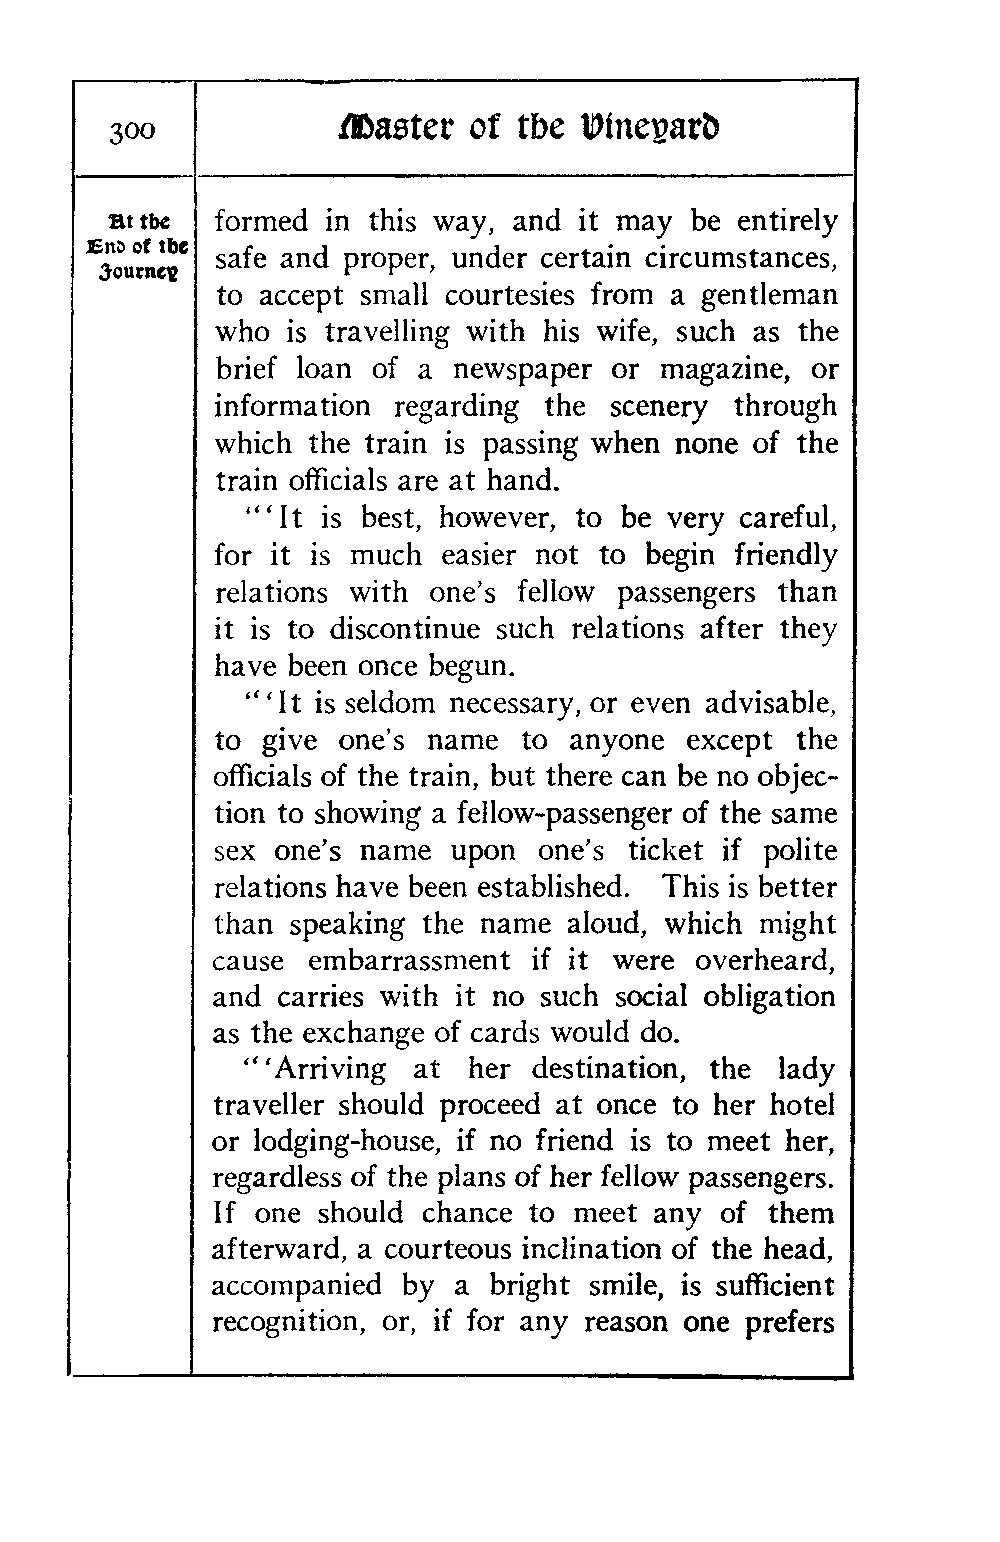 300
Master of the Vineyard
At the
End of the
Journey
formed in this way, and it may be entirely
safe and proper, under certain circumstances,
to accept small courtesies from a gentleman
who is travelling with his wife, such as the
brief loan of a newspaper or magazine, or
information regarding the scenery through
which the train is passing when none of the
train officials are at hand.
“‘It is best, however, to be very careful,
for it is much easier not to begin friendly
relations with one’s fellow passengers than
it is to discontinue such relations after they
have been once begun.
“‘It is seldom necessary, or even advisable,
to give one’s name to anyone except the
officials of the train, but there can be no objec-
tion to showing a fellow-passenger of the same
sex one’s name upon one’s ticket if polite
relations have been established. This is better
than speaking the name aloud, which might
cause embarrassment if it were overheard,
and carries with it no such social obligation
as the exchange of cards would do.
“‘Arriving at her destination, the lady
traveller should proceed at once to her hotel
or lodging-house, if no friend is to meet her,
regardless of the plans of her fellow passengers.
If one should chance to meet any of them
afterward, a courteous inclination of the head,
accompanied by a bright smile, is sufficient
recognition, or, if for any reason one prefers